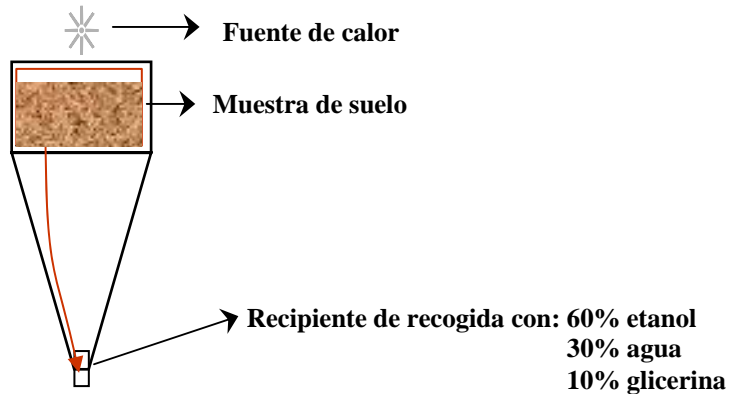 Fuente de calor
Muestra de suelo
Recipiente de recogida con: 60% etanol
30% agua
10% glicerina